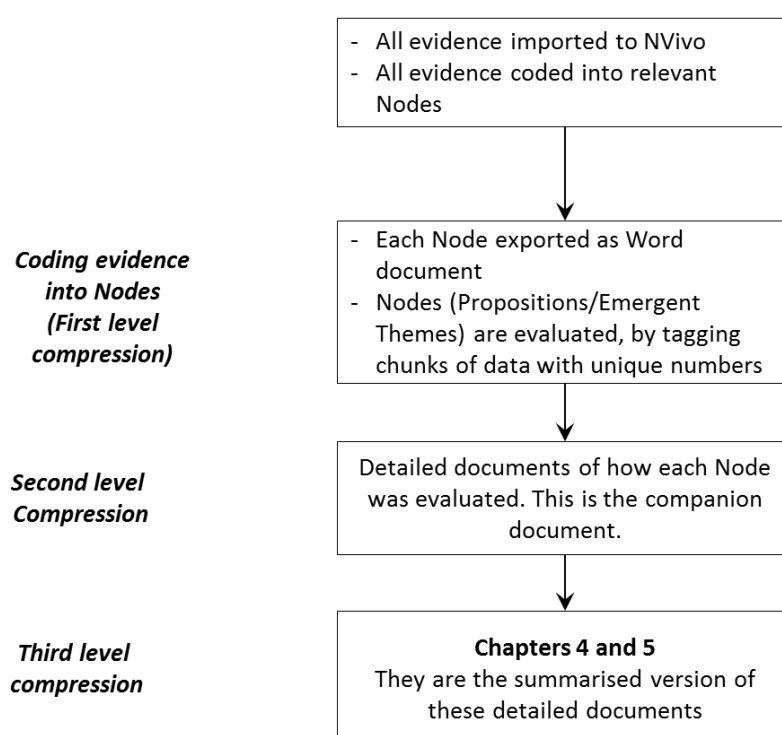 - All evidence imported to NVivo
- All evidence coded into relevant
Nodes
Coding evidence
into Nodes
(First level
compression)
- Each Node exported as Word
document
- Nodes (Propositions/Emergent
Themes) are evaluated, by tagging
chunks of data with unique numbers
Second level
Compression
Detailed documents of how each Node
was evaluated. This is the companion
document.
Third level
compression
Chapters 4 and 5
They are the summarised version of
these detailed documents